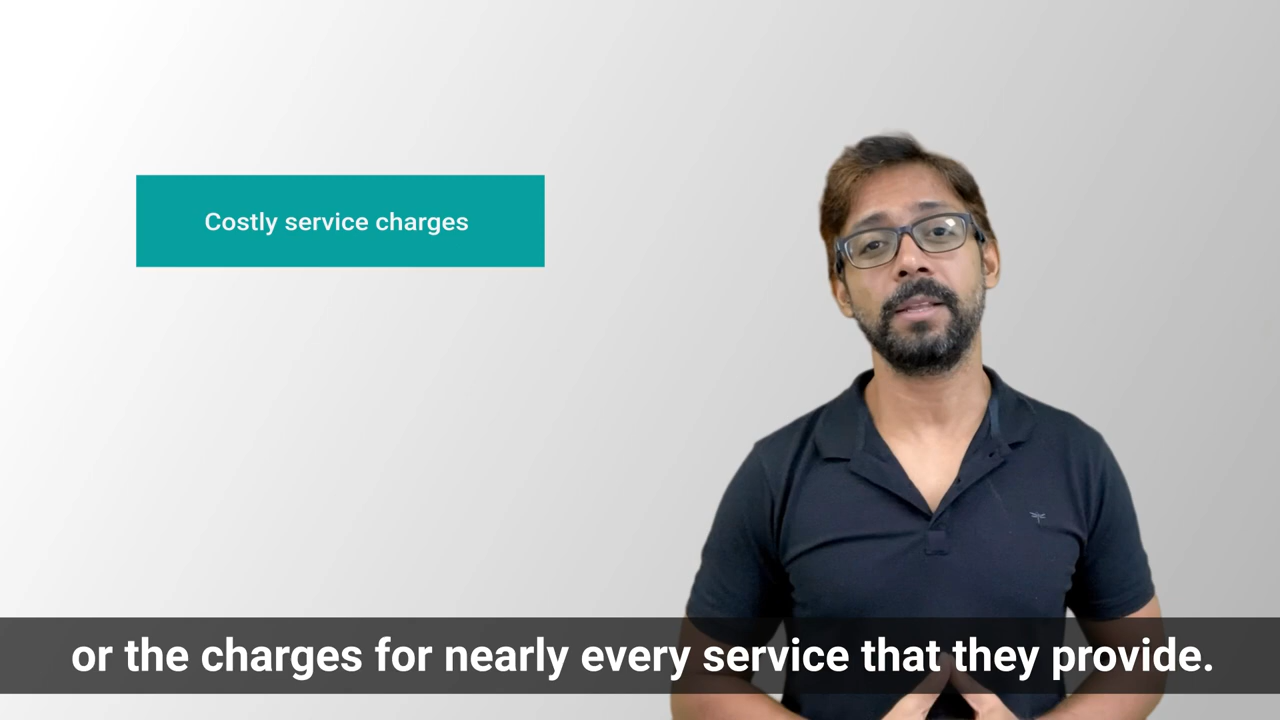 Costly service charges
or the charges for nearly every service that they provide.